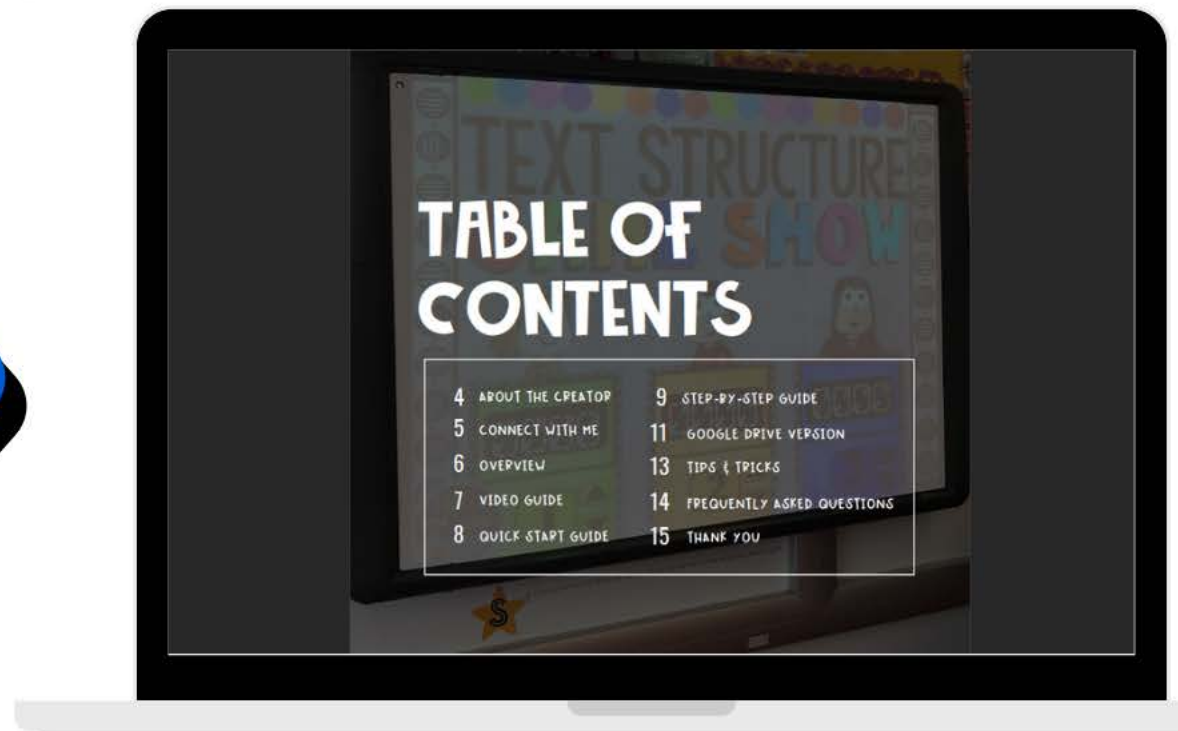 TEXT STRUCTURE
GAME SHOW
TABLE OF
CONTENTS
4 ABOUT THE CREATOR
5 CONNECT WITH ME
6 OVERVIEW
7 VIDEO GUIDE
8 QUICK START GUIDE
9 STEP-BY-STEP GUIDE
11 GOOGLE DRIVE VERSION
13 TIPS & TRICKS
14 FREQUENTLY ASKED QUESTIONS
15 THANK YOU
S